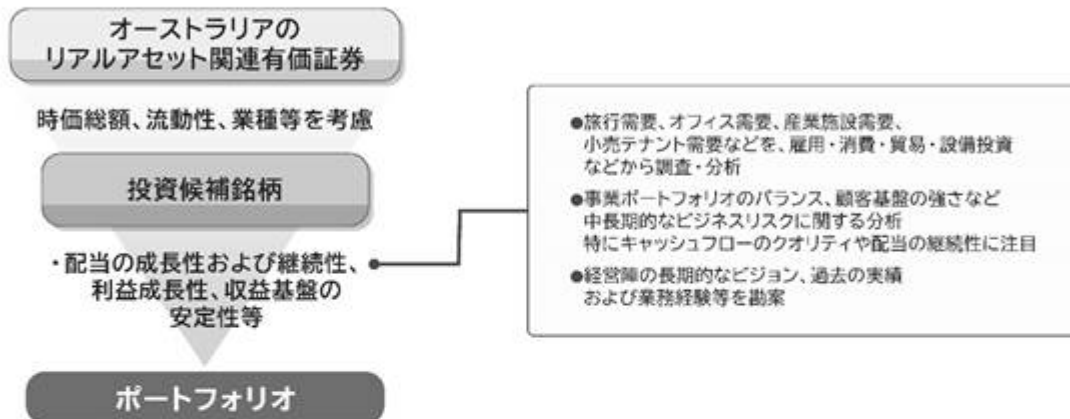 オーストラリアの
リアルアセット関連有価証券
時価総額、流動性、業種等を考慮
投資候補銘柄
・配当の成長性および継続性、
利益成長性、収益基盤の
安定性等
ポートフォリオ
●旅行需要、オフィス需要、産業施設需要、
小売テナント需要などを、雇用・消費・貿易・設備投資
などから調査・分析
●事業ポートフォリオのバランス、顧客基盤の強さなど
中長期的なビジネスリスクに関する分析
特にキャッシュフローのクオリティや配当の継続性に注目
●経営陣の長期的なビジョン、過去の実績
および業務経験等を勘案